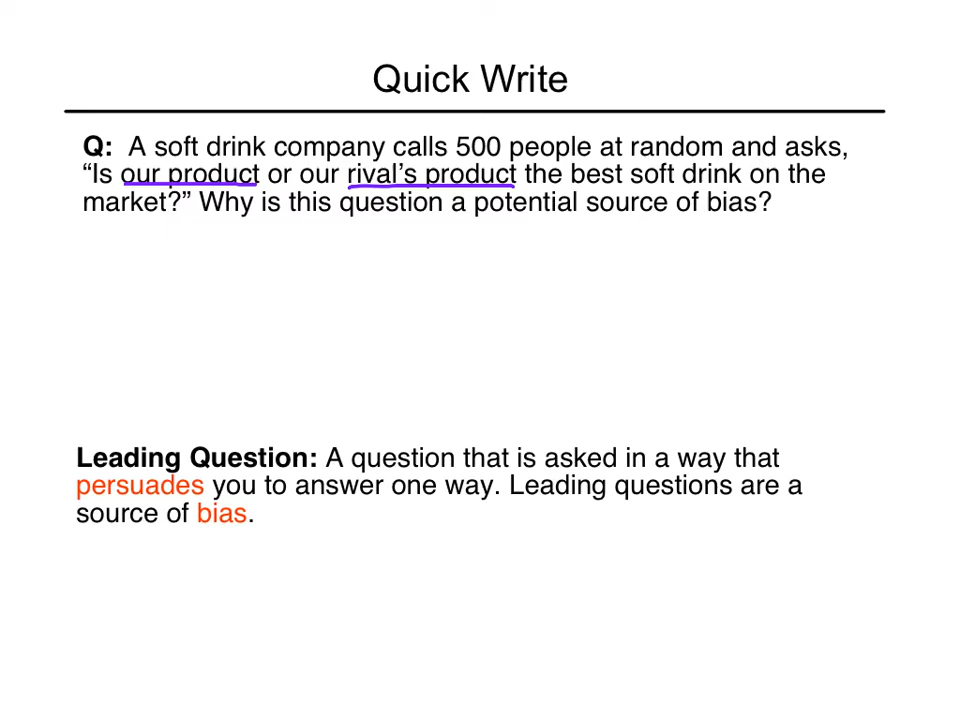 Quick Write
Q: A soft drink company calls 500 people at random and asks,
“Is our product or our rival’s product the best soft drink on the
market?” Why is this question a potential source of bias?
Leading Question: A question that is asked in a way that
persuades you to answer one way. Leading questions are a
source of bias.